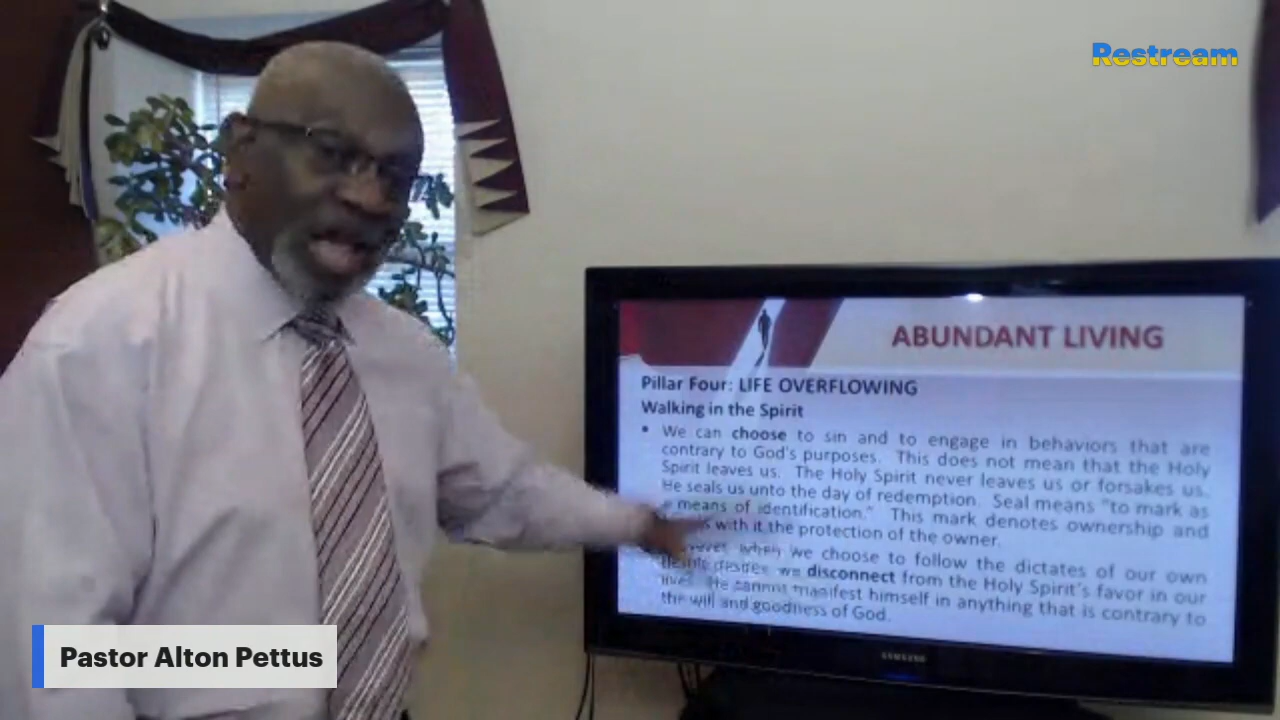 Restream
ABUNDANT LIVING
Pillar Four: LIFE OVERFLOWING
Walking in the Spirit
• We can choose to sin and to engage in behaviors that are
contrary to God's purposes. This does not mean that the Holy
Spirit leaves us. The Holy Spirit never leaves us or forsakes us.
He seals us unto the day of redemption. Seal means "to mark as
means of identification." This mark denotes ownership and
with it the protection of the owner.
when we choose to follow the dictates of our own
desire, we disconnect from the Holy Spirit's favor in our
He cannot manifest himself in anything that is contrary to
the will and goodness of God.
SAMSUNG
Pastor Alton Pettus